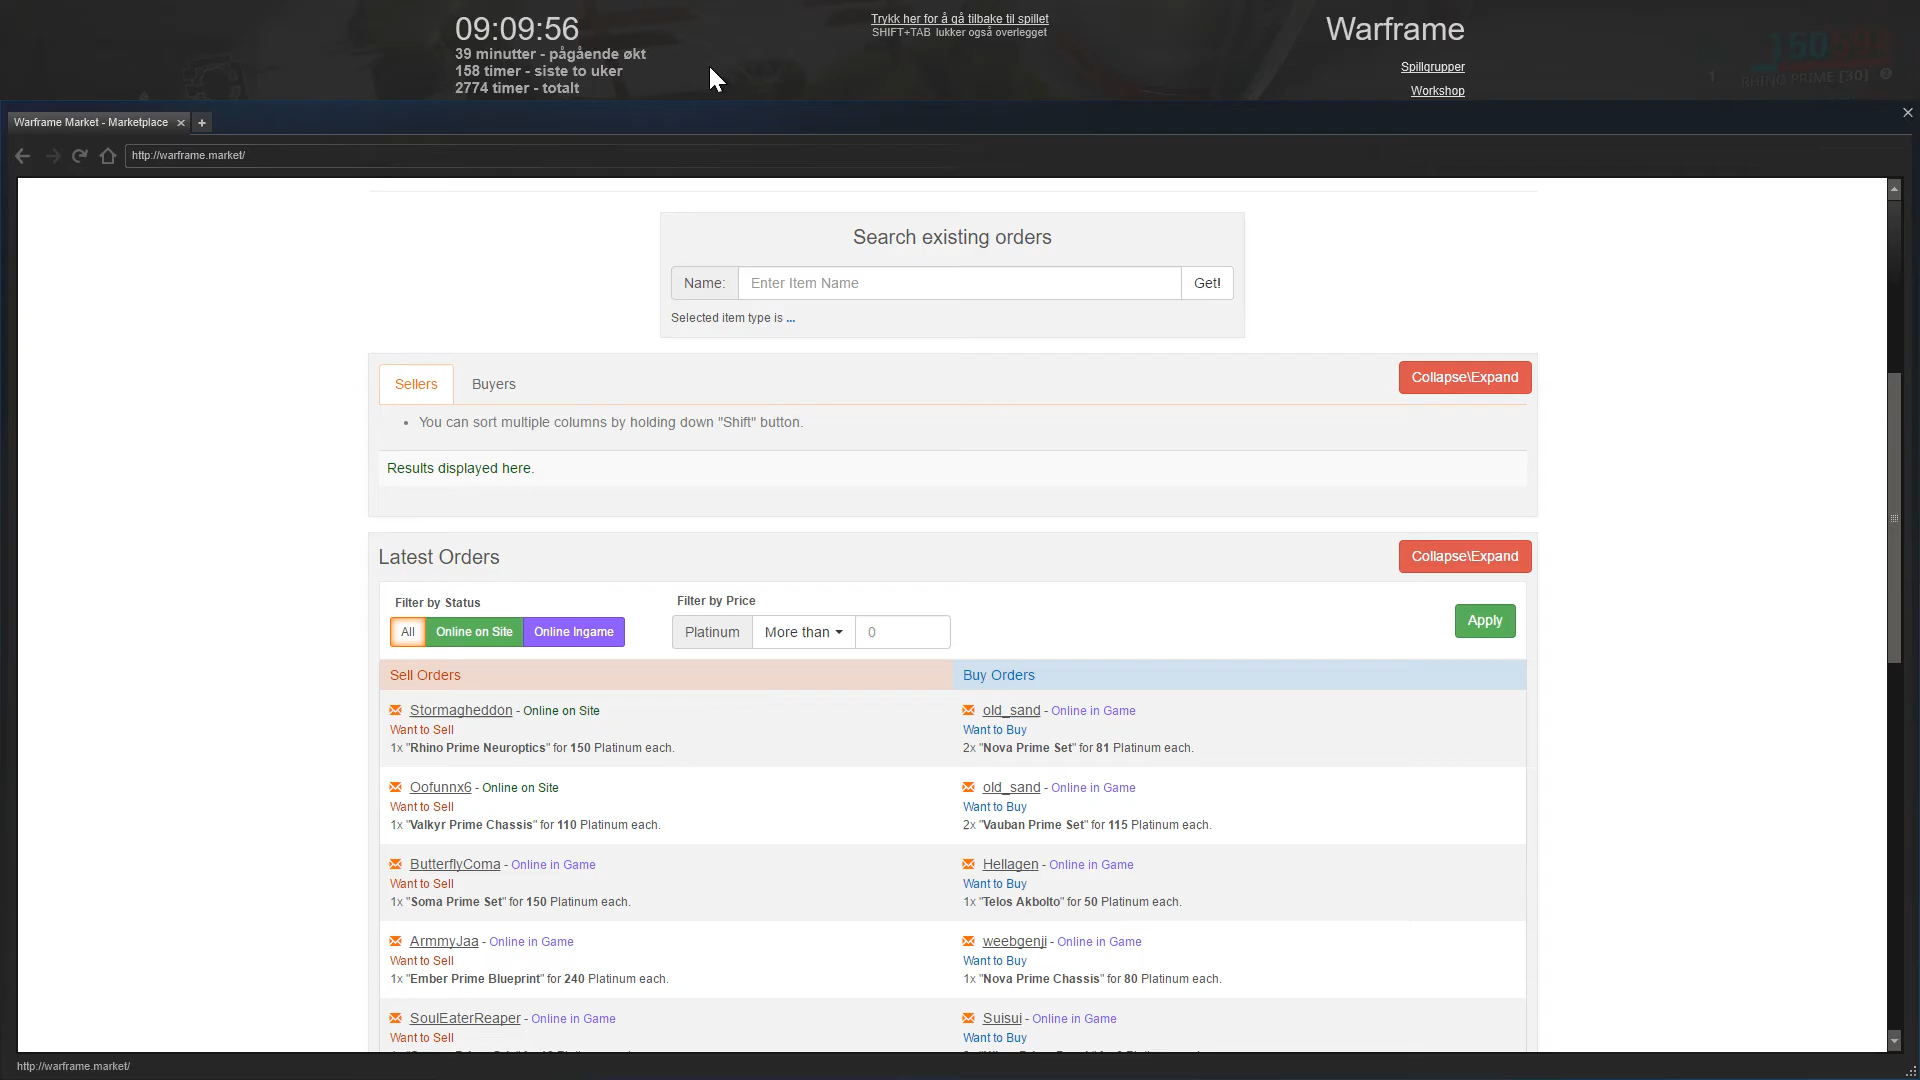 09:09:56
39 minutter - pågående økt
158 timer - siste to uker
2774 timer - totalt
Trykk her for å gå tilbake til spillet
SHIFT+TAB lukker også overlegget
Warframe
Spillgrupper
Workshop
RHINO PRIME [30]
Warframe Market - Marketplace
http://warframe.market/
Search existing orders
Name:
Enter Item Name
Get!
Selected item type is ...
Sellers
Buyers
Collapse\Expand
• You can sort multiple columns by holding down "Shift" button.
Results displayed here.
Latest Orders
Collapse\Expand
Filter by Status
All
Online on Site
Online Ingame
Filter by Price
Platinum
More than
0
Apply
Sell Orders
Stormagheddon - Online on Site
Want to Sell
1x "Rhino Prime Neuroptics" for 150 Platinum each.
Oofunnx6 - Online on Site
Want to Sell
1x "Valkyr Prime Chassis" for 110 Platinum each.
ButterflyComa - Online in Game
Want to Sell
1x "Soma Prime Set" for 150 Platinum each.
ArmmyJaa - Online in Game
Want to Sell
1x "Ember Prime Blueprint" for 240 Platinum each.
SoulEaterReaper - Online in Game
Want to Sell
Buy Orders
old_sand - Online in Game
Want to Buy
2x "Nova Prime Set" for 81 Platinum each.
old_sand - Online in Game
Want to Buy
2x "Vauban Prime Set" for 115 Platinum each.
Hellagen - Online in Game
Want to Buy
1x "Telos Akbolto" for 50 Platinum each.
weebgenji - Online in Game
Want to Buy
1x "Nova Prime Chassis" for 80 Platinum each.
Suisui - Online in Game
Want to Buy
http://warframe.market/